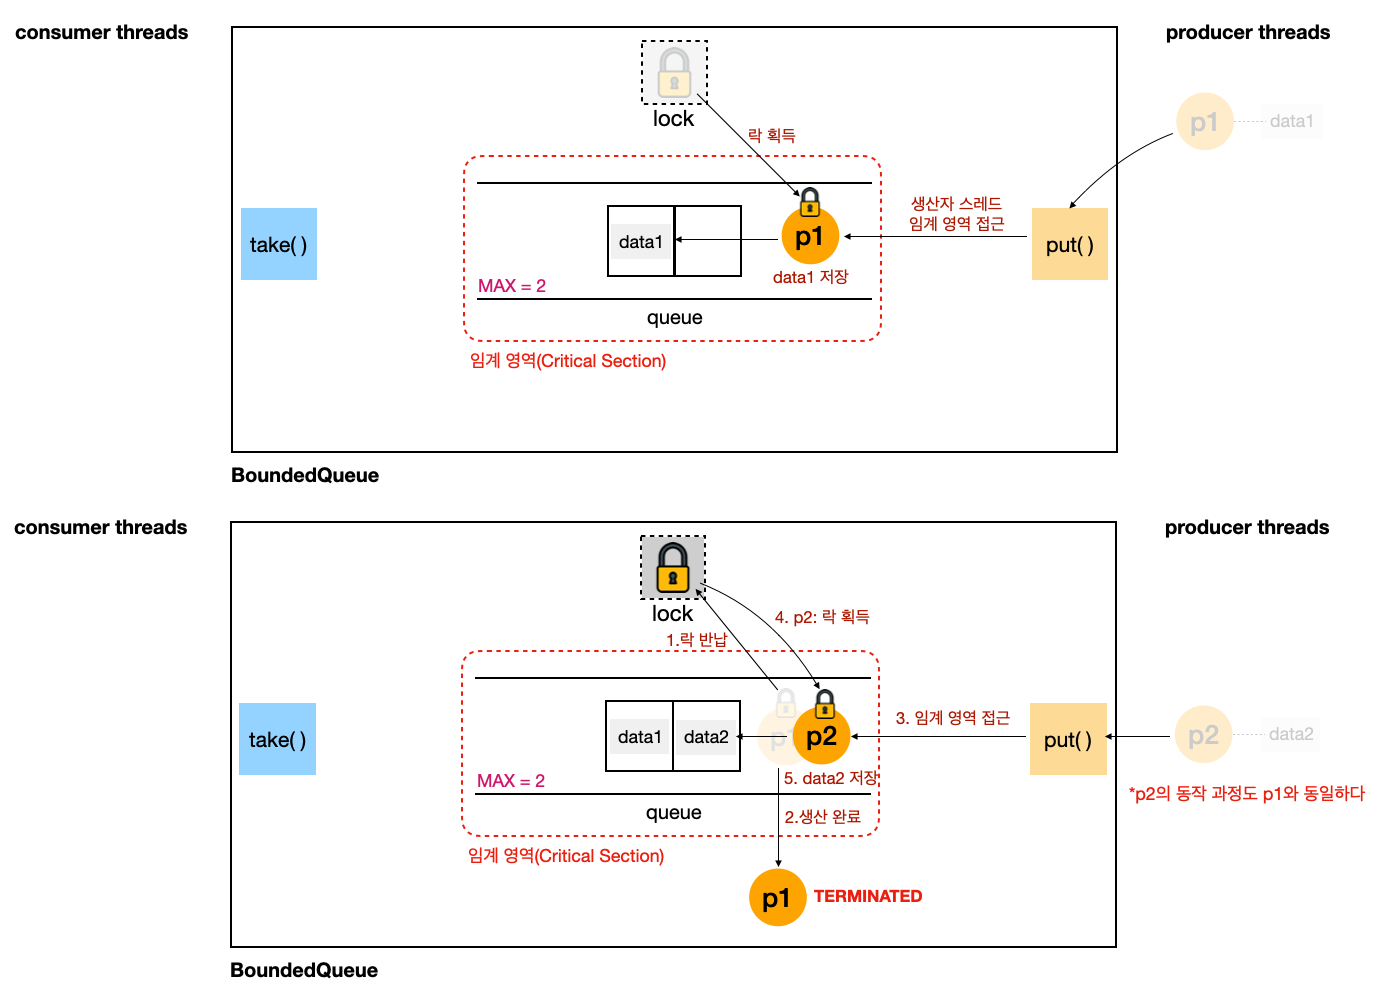 consumer threads
producer threads
lock
p1
data1
락 획득
생산자 스레드
임계 영역 접근
take( )
data1
p1
put( )
data1 저장
MAX = 2
queue
임계 영역(Critical Section)
BoundedQueue
consumer threads
producer threads
lock
4. p2: 락 획득
1.락 반납
3. 임계 영역 접근
take( )
data1
data2
p1
p2
put( )
p2
data2
5. data2 저장
MAX = 2
*p2의 동작 과정도 p1와 동일하다
queue
2.생산 완료
임계 영역(Critical Section)
p1
TERMINATED
BoundedQueue